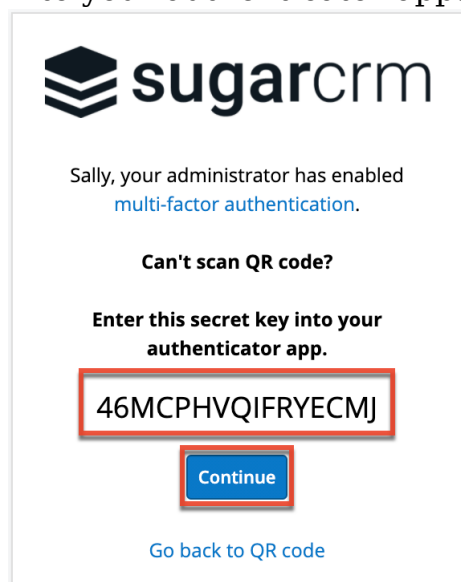 sugarcrm
Sally, your administrator has enabled
multi-factor authentication.
Can't scan QR code?
Enter this secret key into your
authenticator app.
46MCPHVQIFRYECMJ
Continue
Go back to QR code